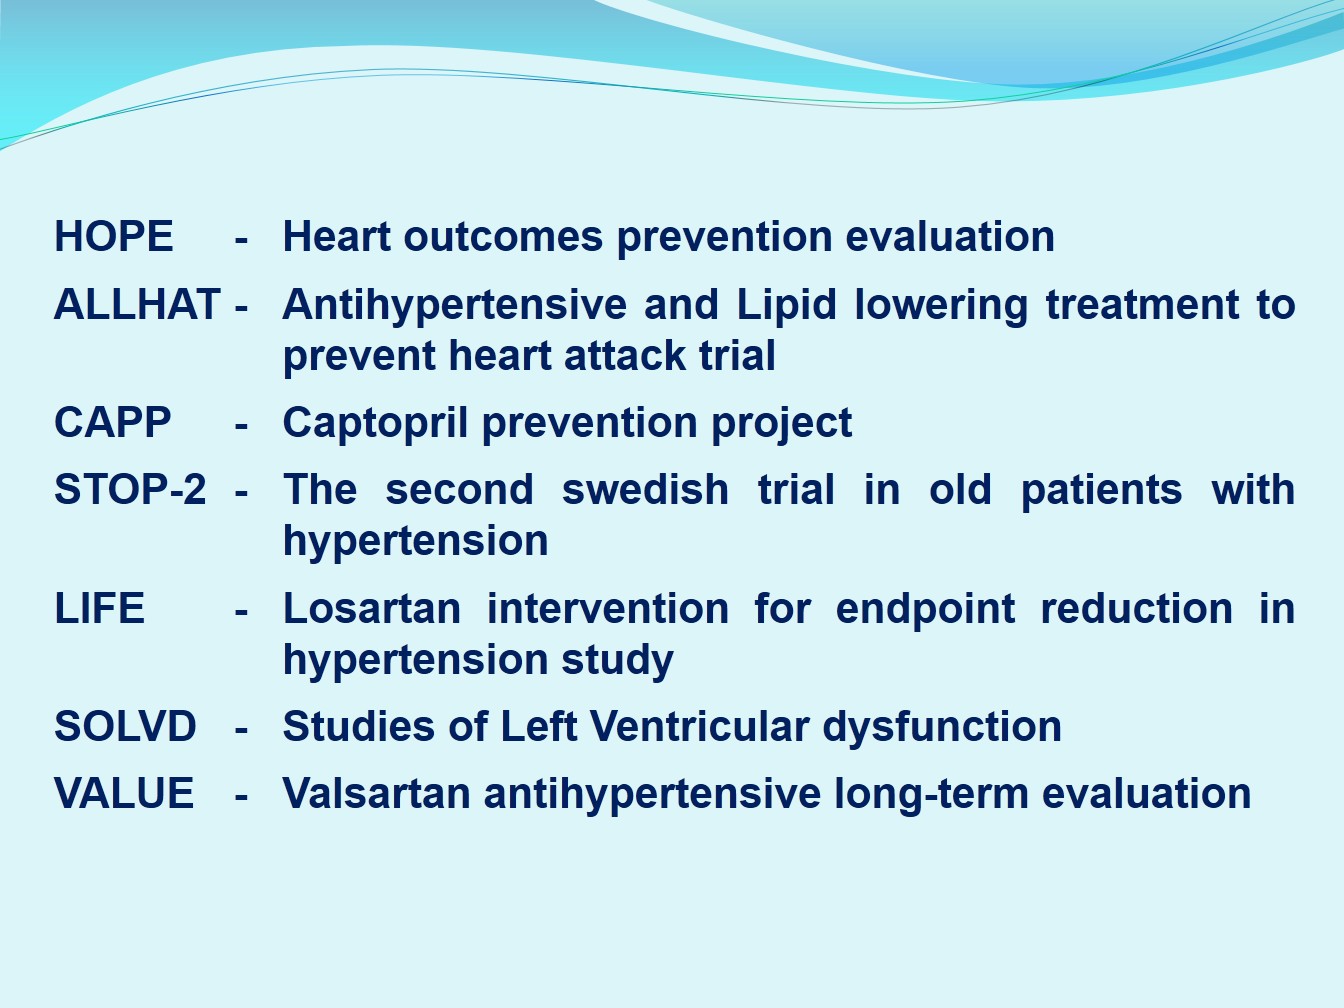 HOPE - Heart outcomes prevention evaluation
ALLHAT - Antihypertensive and Lipid lowering treatment to
prevent heart attack trial
CAPP - Captopril prevention project
STOP-2 - The second swedish trial in old patients with
hypertension
LIFE - Losartan intervention for endpoint reduction in
hypertension study
SOLVD - Studies of Left Ventricular dysfunction
VALUE - Valsartan antihypertensive long-term evaluation